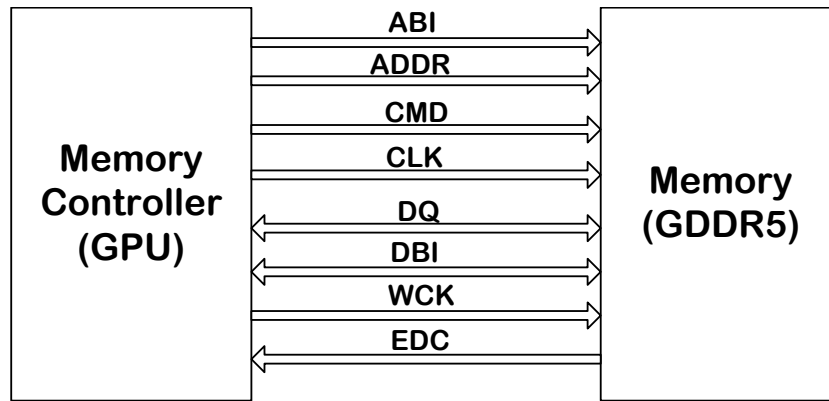 Memory
Controller
(GPU)
ABI
ADDR
CMD
CLK
DQ
DBI
WCK
EDC
Memory
(GDDR5)